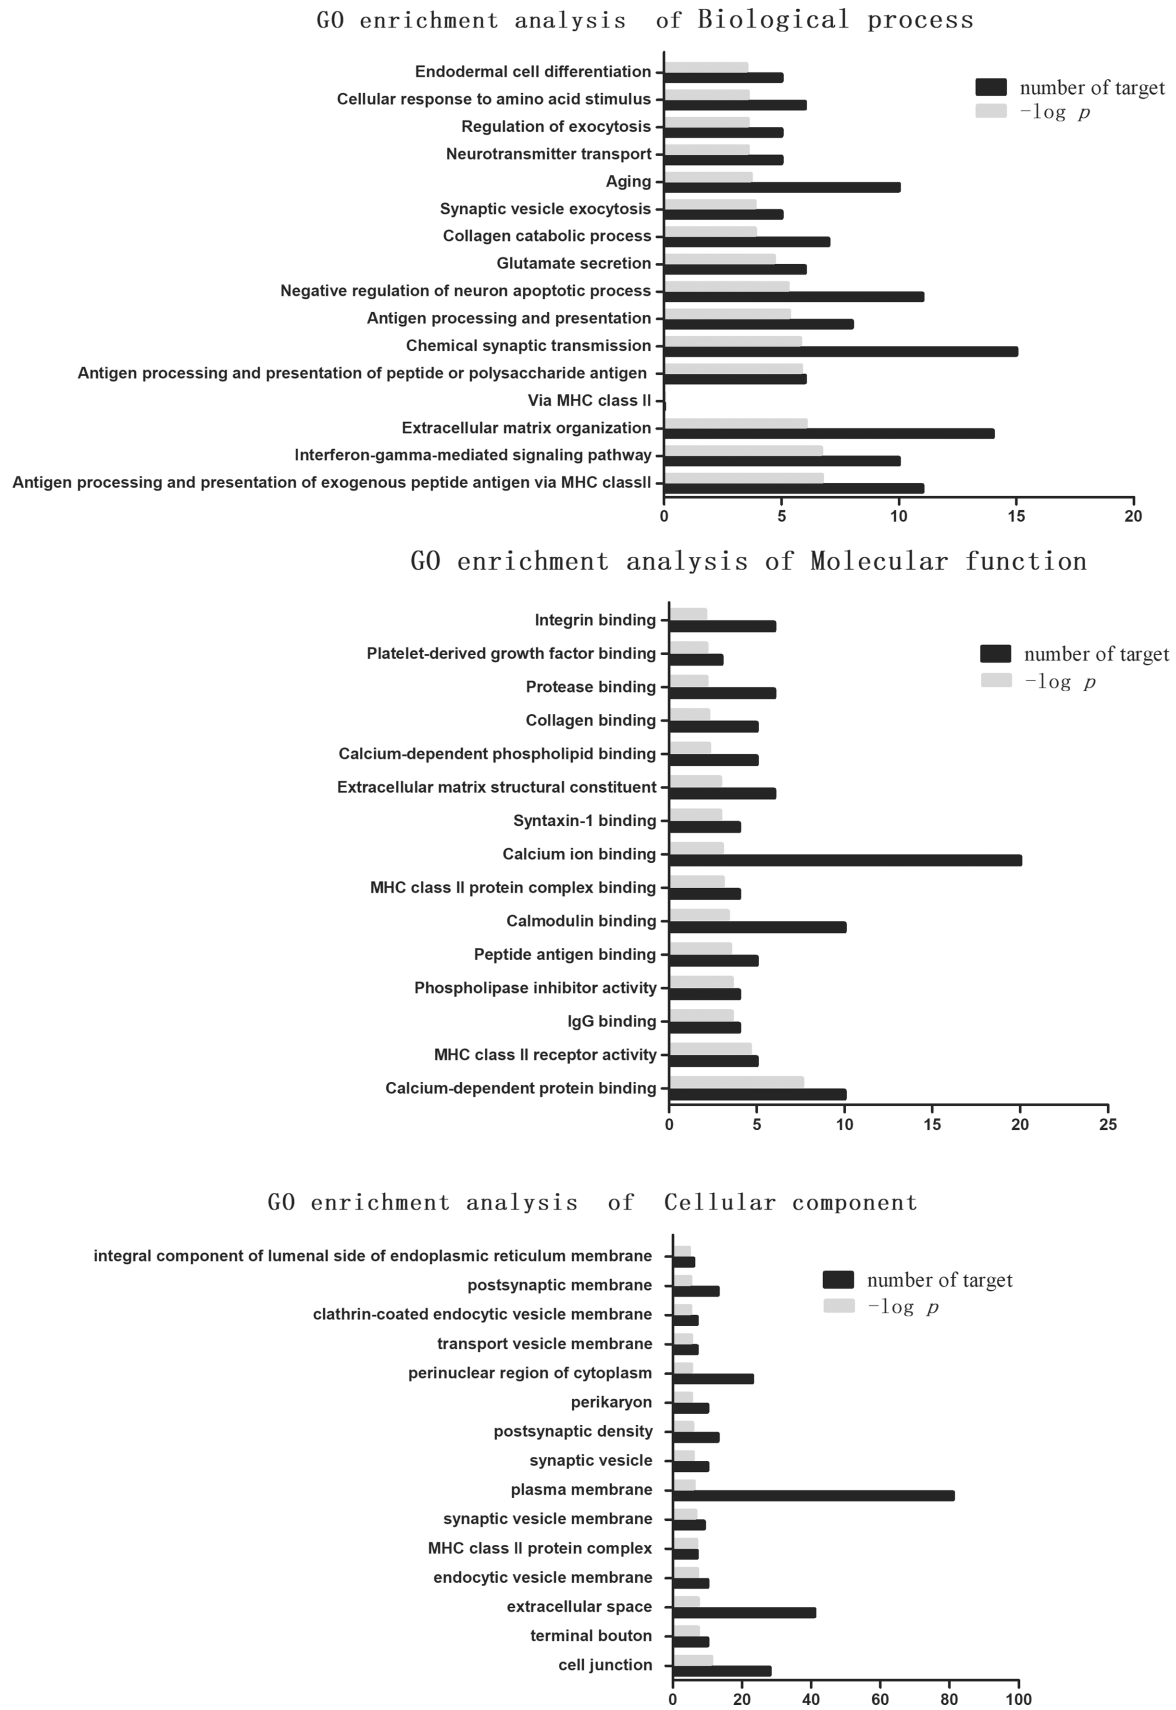 GO enrichment analysis of Biological process
number of target
-log p
Endodermal cell differentiation
Cellular response to amino acid stimulus
Regulation of exocytosis
Neurotransmitter transport
Aging
Synaptic vesicle exocytosis
Collagen catabolic process
Glutamate secretion
Negative regulation of neuron apoptotic process
Antigen processing and presentation
Chemical synaptic transmission
Antigen processing and presentation of peptide or polysaccharide antigen
Via MHC class II
Extracellular matrix organization
Interferon-gamma-mediated signaling pathway
Antigen processing and presentation of exogenous peptide antigen via MHC classII
0 5 10 15 20
GO enrichment analysis of Molecular function
number of target
-log p
Integrin binding
Platelet-derived growth factor binding
Protease binding
Collagen binding
Calcium-dependent phospholipid binding
Extracellular matrix structural constituent
Syntaxin-1 binding
Calcium ion binding
MHC class II protein complex binding
Calmodulin binding
Peptide antigen binding
Phospholipase inhibitor activity
IgG binding
MHC class II receptor activity
Calcium-dependent protein binding
0 5 10 15 20 25
GO enrichment analysis of Cellular component
number of target
-log p
integral component of lumenal side of endoplasmic reticulum membrane
postsynaptic membrane
clathrin-coated endocytic vesicle membrane
transport vesicle membrane
perinuclear region of cytoplasm
perikaryon
postsynaptic density
synaptic vesicle
plasma membrane
synaptic vesicle membrane
MHC class II protein complex
endocytic vesicle membrane
extracellular space
terminal bouton
cell junction
0 20 40 60 80 100